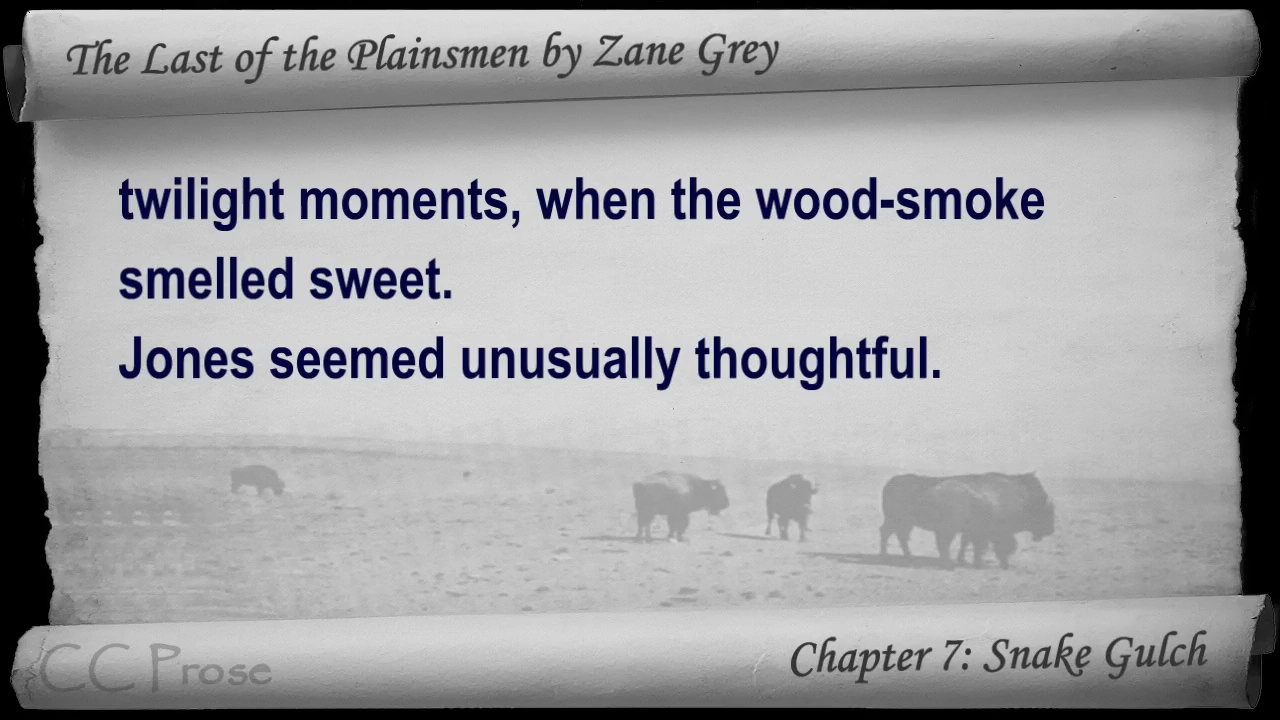 The Last of the Plainsmen by Zane Grey
twilight moments, when the wood-smoke
smelled sweet.
Jones seemed unusually thoughtful.
CC Prose
Chapter 7: Snake Gulch